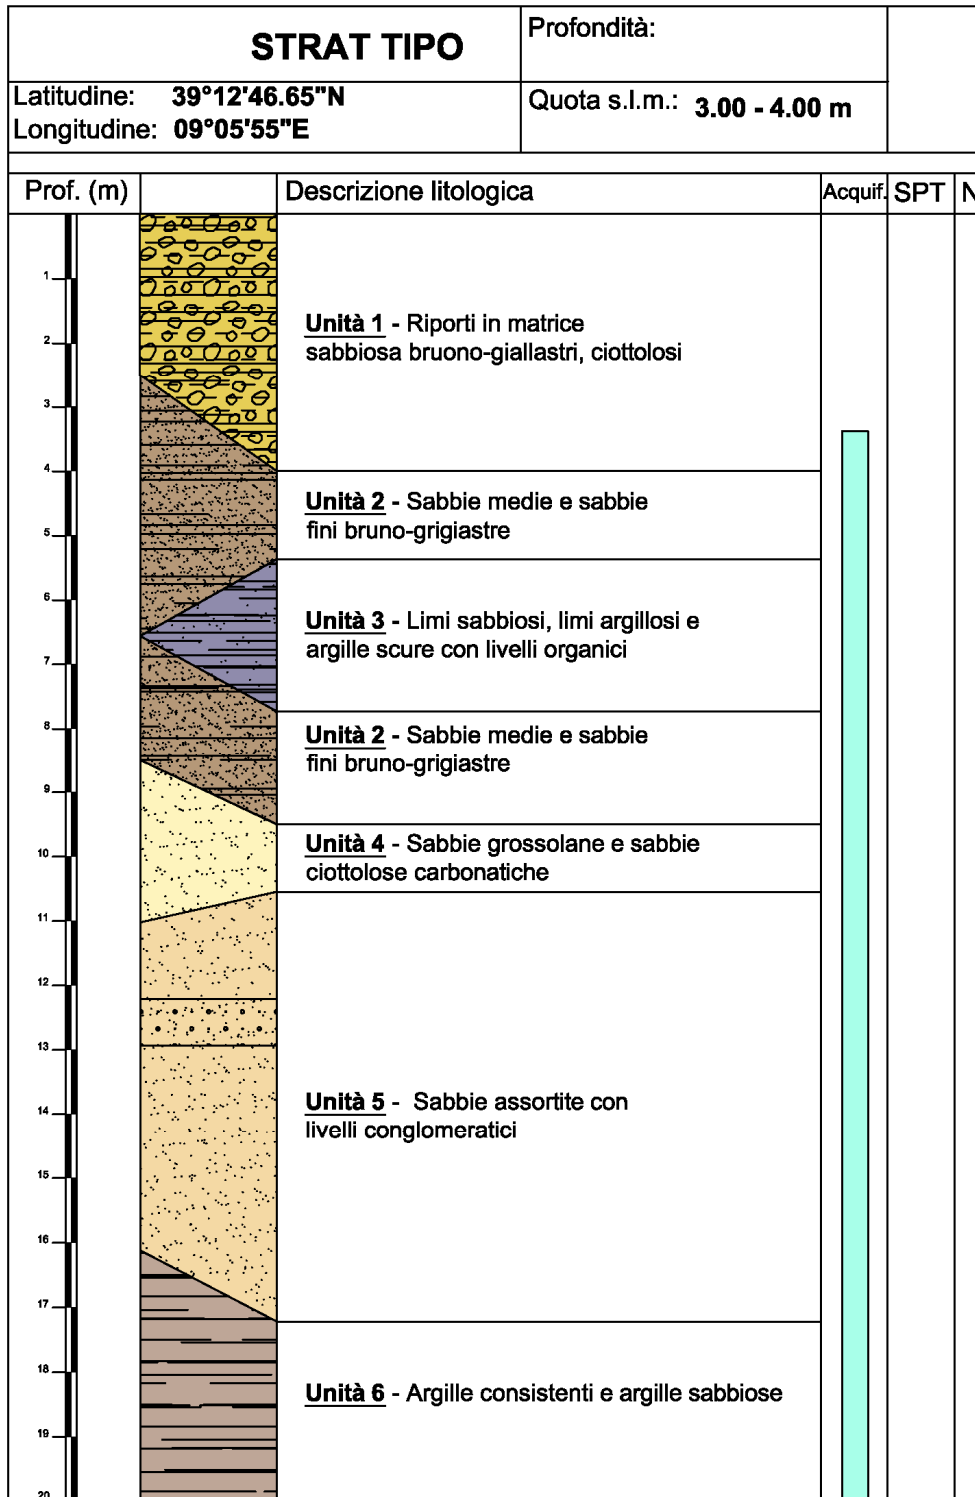 STRAT TIPO
Profondità:
Latitudine: 39°12'46.65"N
Longitudine: 09°05'55"E
Quota s.l.m.: 3.00 - 4.00 m
Prof. (m)
Descrizione litologica
Acquif.
SPT
N
1
2
3
4
5
6
7
8
9
10
11
12
13
14
15
16
17
18
19
20
Unità 1 - Riporti in matrice
sabbiosa bruono-giallastri, ciottolosi
Unità 2 - Sabbie medie e sabbie
fini bruno-grigiastre
Unità 3 - Limi sabbiosi, limi argillosi e
argille scure con livelli organici
Unità 2 - Sabbie medie e sabbie
fini bruno-grigiastre
Unità 4 - Sabbie grossolane e sabbie
ciottolose carbonatiche
Unità 5 - Sabbie assortite con
livelli conglomeratici
Unità 6 - Argille consistenti e argille sabbiose